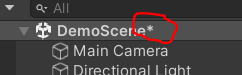 All
DemoScene*
Main Camera
Directional Light